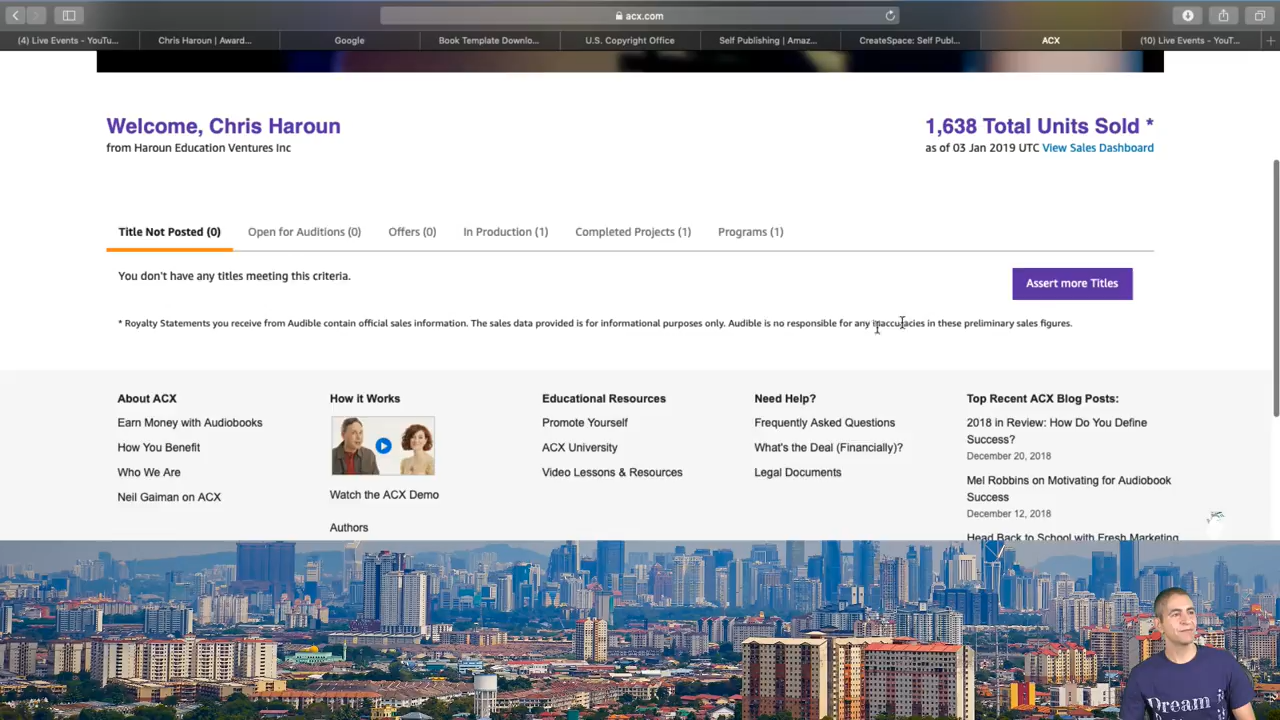 acx.com
(4) Live Events - YouTu...
Chris Haroun | Award...
Google
Book Template Downlo...
U.S. Copyright Office
Self Publishing | Amaz...
CreateSpace: Self Publ...
ACX
(10) Live Events - YouT...
Welcome, Chris Haroun
1,638 Total Units Sold *
from Haroun Education Ventures Inc
as of 03 Jan 2019 UTC View Sales Dashboard
Title Not Posted (0)
Open for Auditions (0)
Offers (0)
In Production (1)
Completed Projects (1)
Programs (1)
You don't have any titles meeting this criteria.
Assert more Titles
* Royalty Statements you receive from Audible contain official sales information. The sales data provided is for informational purposes only. Audible is no responsible for any inaccuracies in these preliminary sales figures.
About ACX
Earn Money with Audiobooks
How You Benefit
Who We Are
Neil Gaiman on ACX
How it Works
Watch the ACX Demo
Authors
Educational Resources
Promote Yourself
ACX University
Video Lessons & Resources
Need Help?
Frequently Asked Questions
What's the Deal (Financially)?
Legal Documents
Top Recent ACX Blog Posts:
2018 in Review: How Do You Define
Success?
December 20, 2018
Mel Robbins on Motivating for Audiobook
Success
December 12, 2018
Head Back to School with Fresh Marketing
Dream